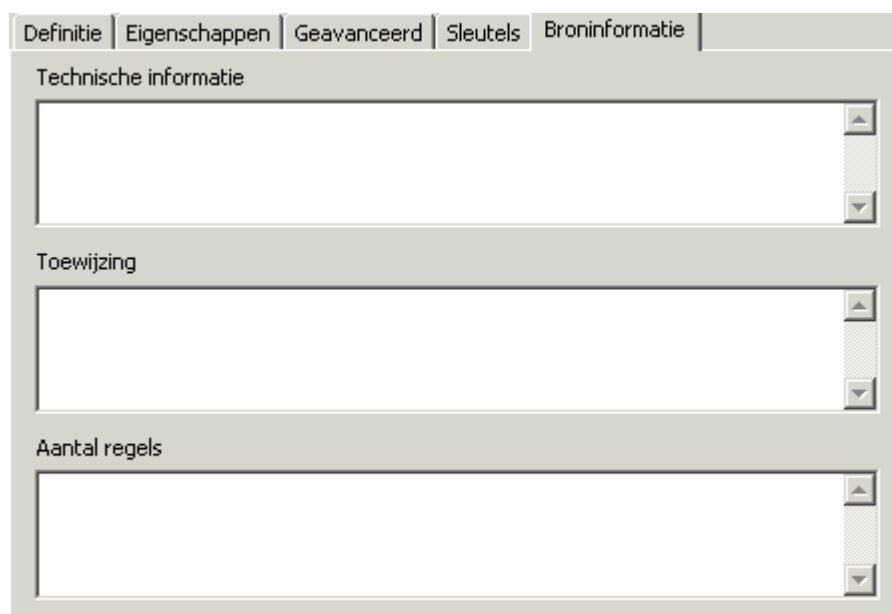 Definitie Eigenschappen Geavanceerd Sleutels Broninformatie
Technische informatie
Toewijzing
Aantal regels